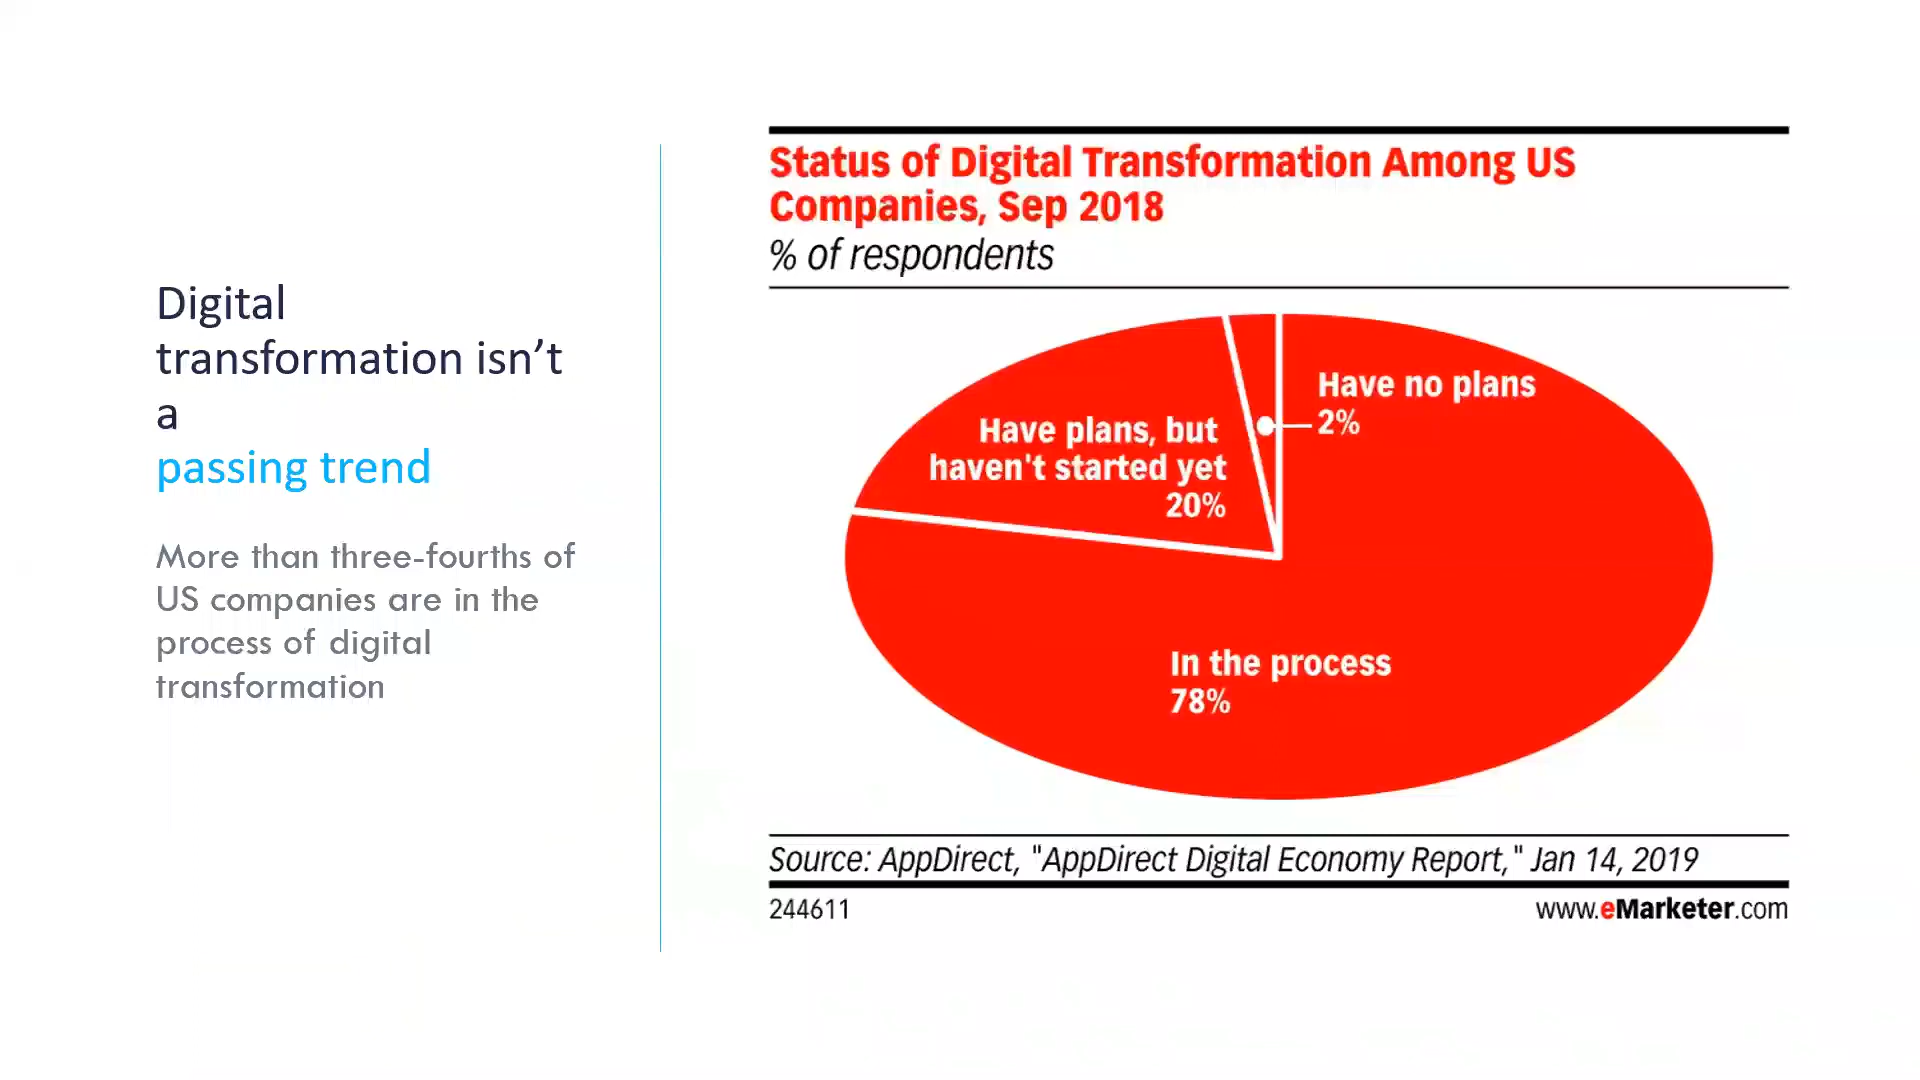 Digital
transformation isn’t
a
passing trend
More than three-fourths of
US companies are in the
process of digital
transformation
Status of Digital Transformation Among US
Companies, Sep 2018
% of respondents
Have no plans
2%
Have plans, but
haven't started yet
20%
In the process
78%
Source: AppDirect, "AppDirect Digital Economy Report," Jan 14, 2019
244611
www.eMarketer.com